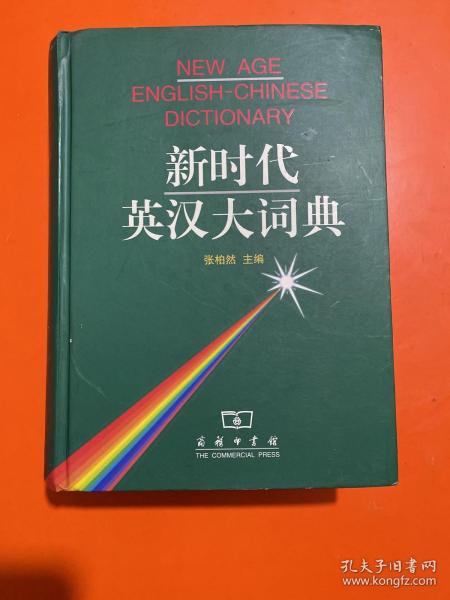 NEW AGE
ENGLISH-CHINESE
DICTIONARY
新时代
英汉大词典
张柏然 主编
商务印书馆
THE COMMERCIAL PRESS
孔夫子旧书网
www.kongfz.com